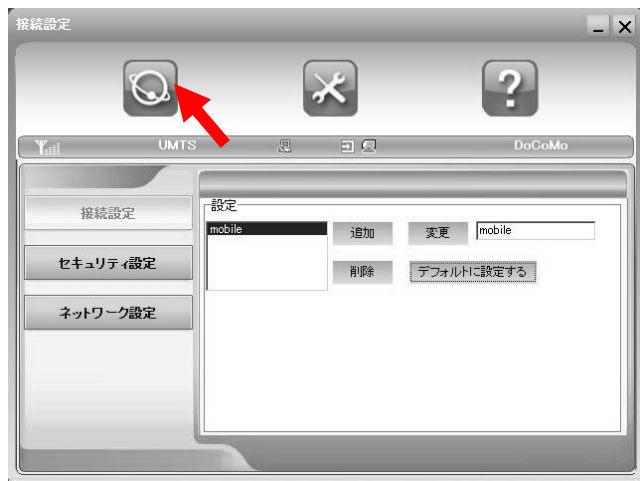 接続設定
?
UMTS
DoCoMo
接続設定
セキュリティ設定
ネットワーク設定
設定
mobile
追加
変更
mobile
削除
デフォルトに設定する